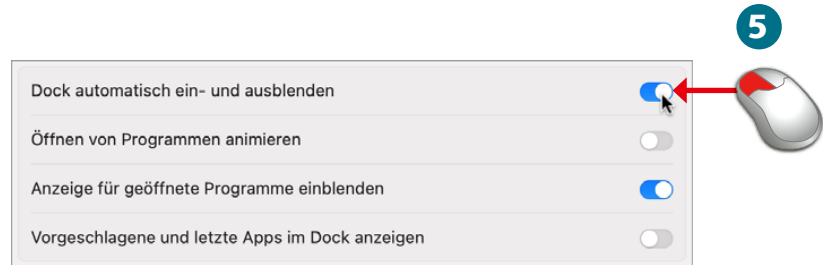 5
Dock automatisch ein- und ausblenden
Öffnen von Programmen animieren
Anzeige für geöffnete Programme einblenden
Vorgeschlagene und letzte Apps im Dock anzeigen